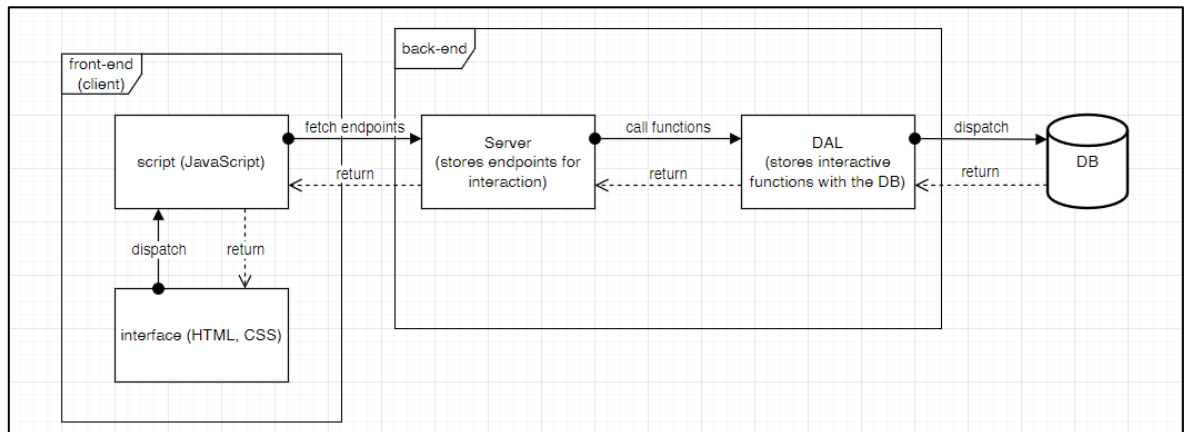 front-end
(client)
back-end
script (JavaScript)
fetch endpoints
return
Server
(stores endpoints for
interaction)
call functions
return
DAL
(stores interactive
functions with the DB)
dispatch
return
DB
dispatch
return
interface (HTML, CSS)